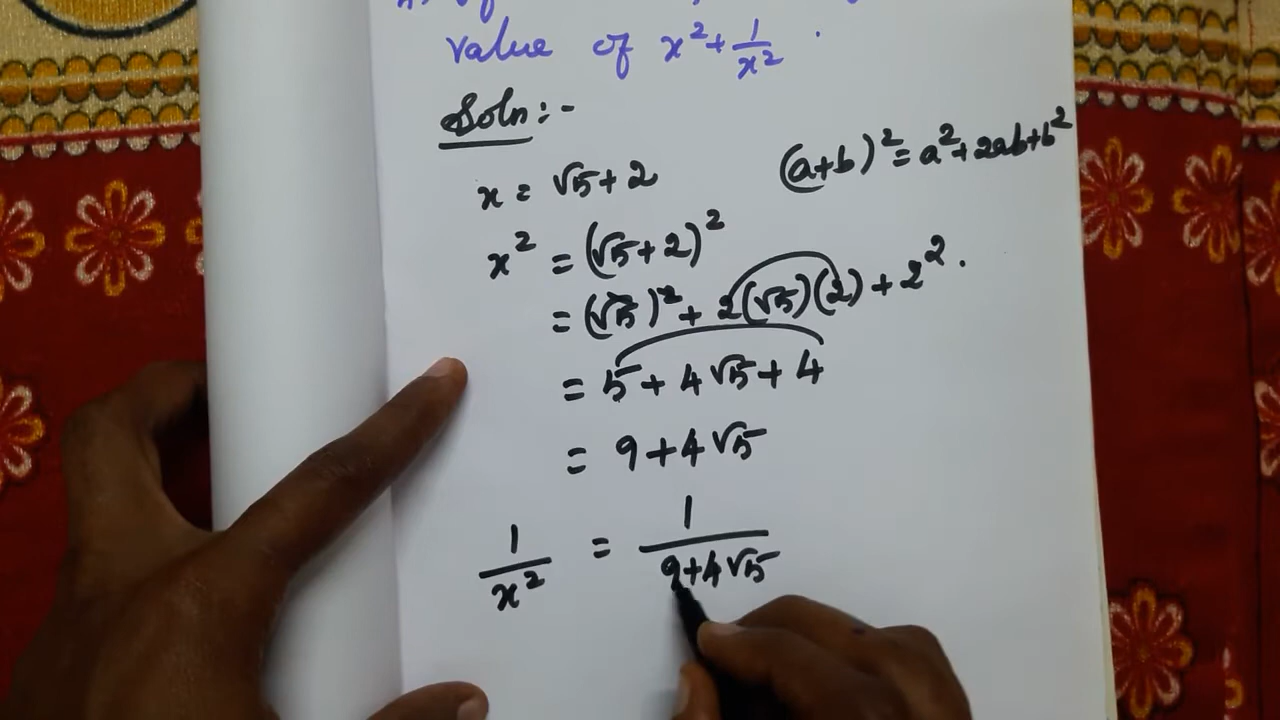 of
value of x² + 1/x² .
Soln :-
x = √5 + 2
(a+b)² = a² + 2ab + b²
x² = (√5 + 2)²
= (√5)² + 2(√5)(2) + 2² .
= 5 + 4√5 + 4
= 9 + 4√5
1/x² = 1/(9+4√5)